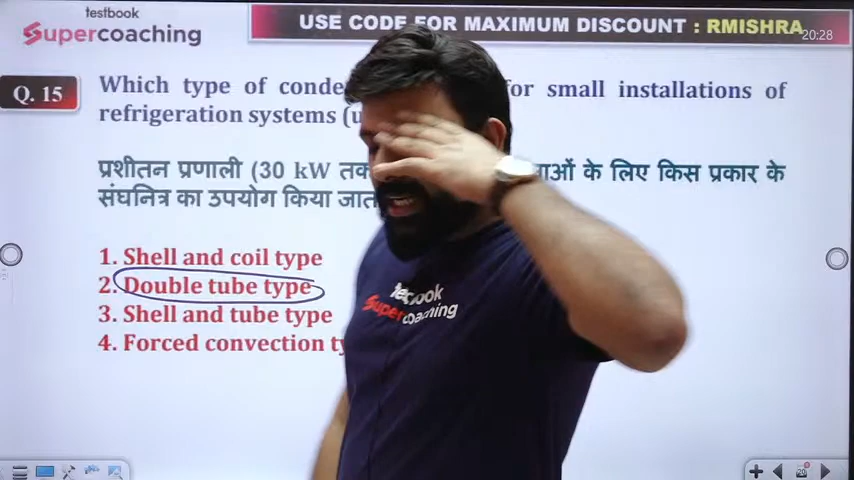 testbook
Supercoaching
USE CODE FOR MAXIMUM DISCOUNT : RMISHRA
20:28
Q. 15
Which type of for small installations of
refrigeration systems
प्रशीतन प्रणाली (30 kW के लिए किस प्रकार के
संघनित्र का उपयोग किया
1. Shell and coil type
2. Double tube type
3. Shell and tube type
4. Forced convection
testbook
Supercoaching